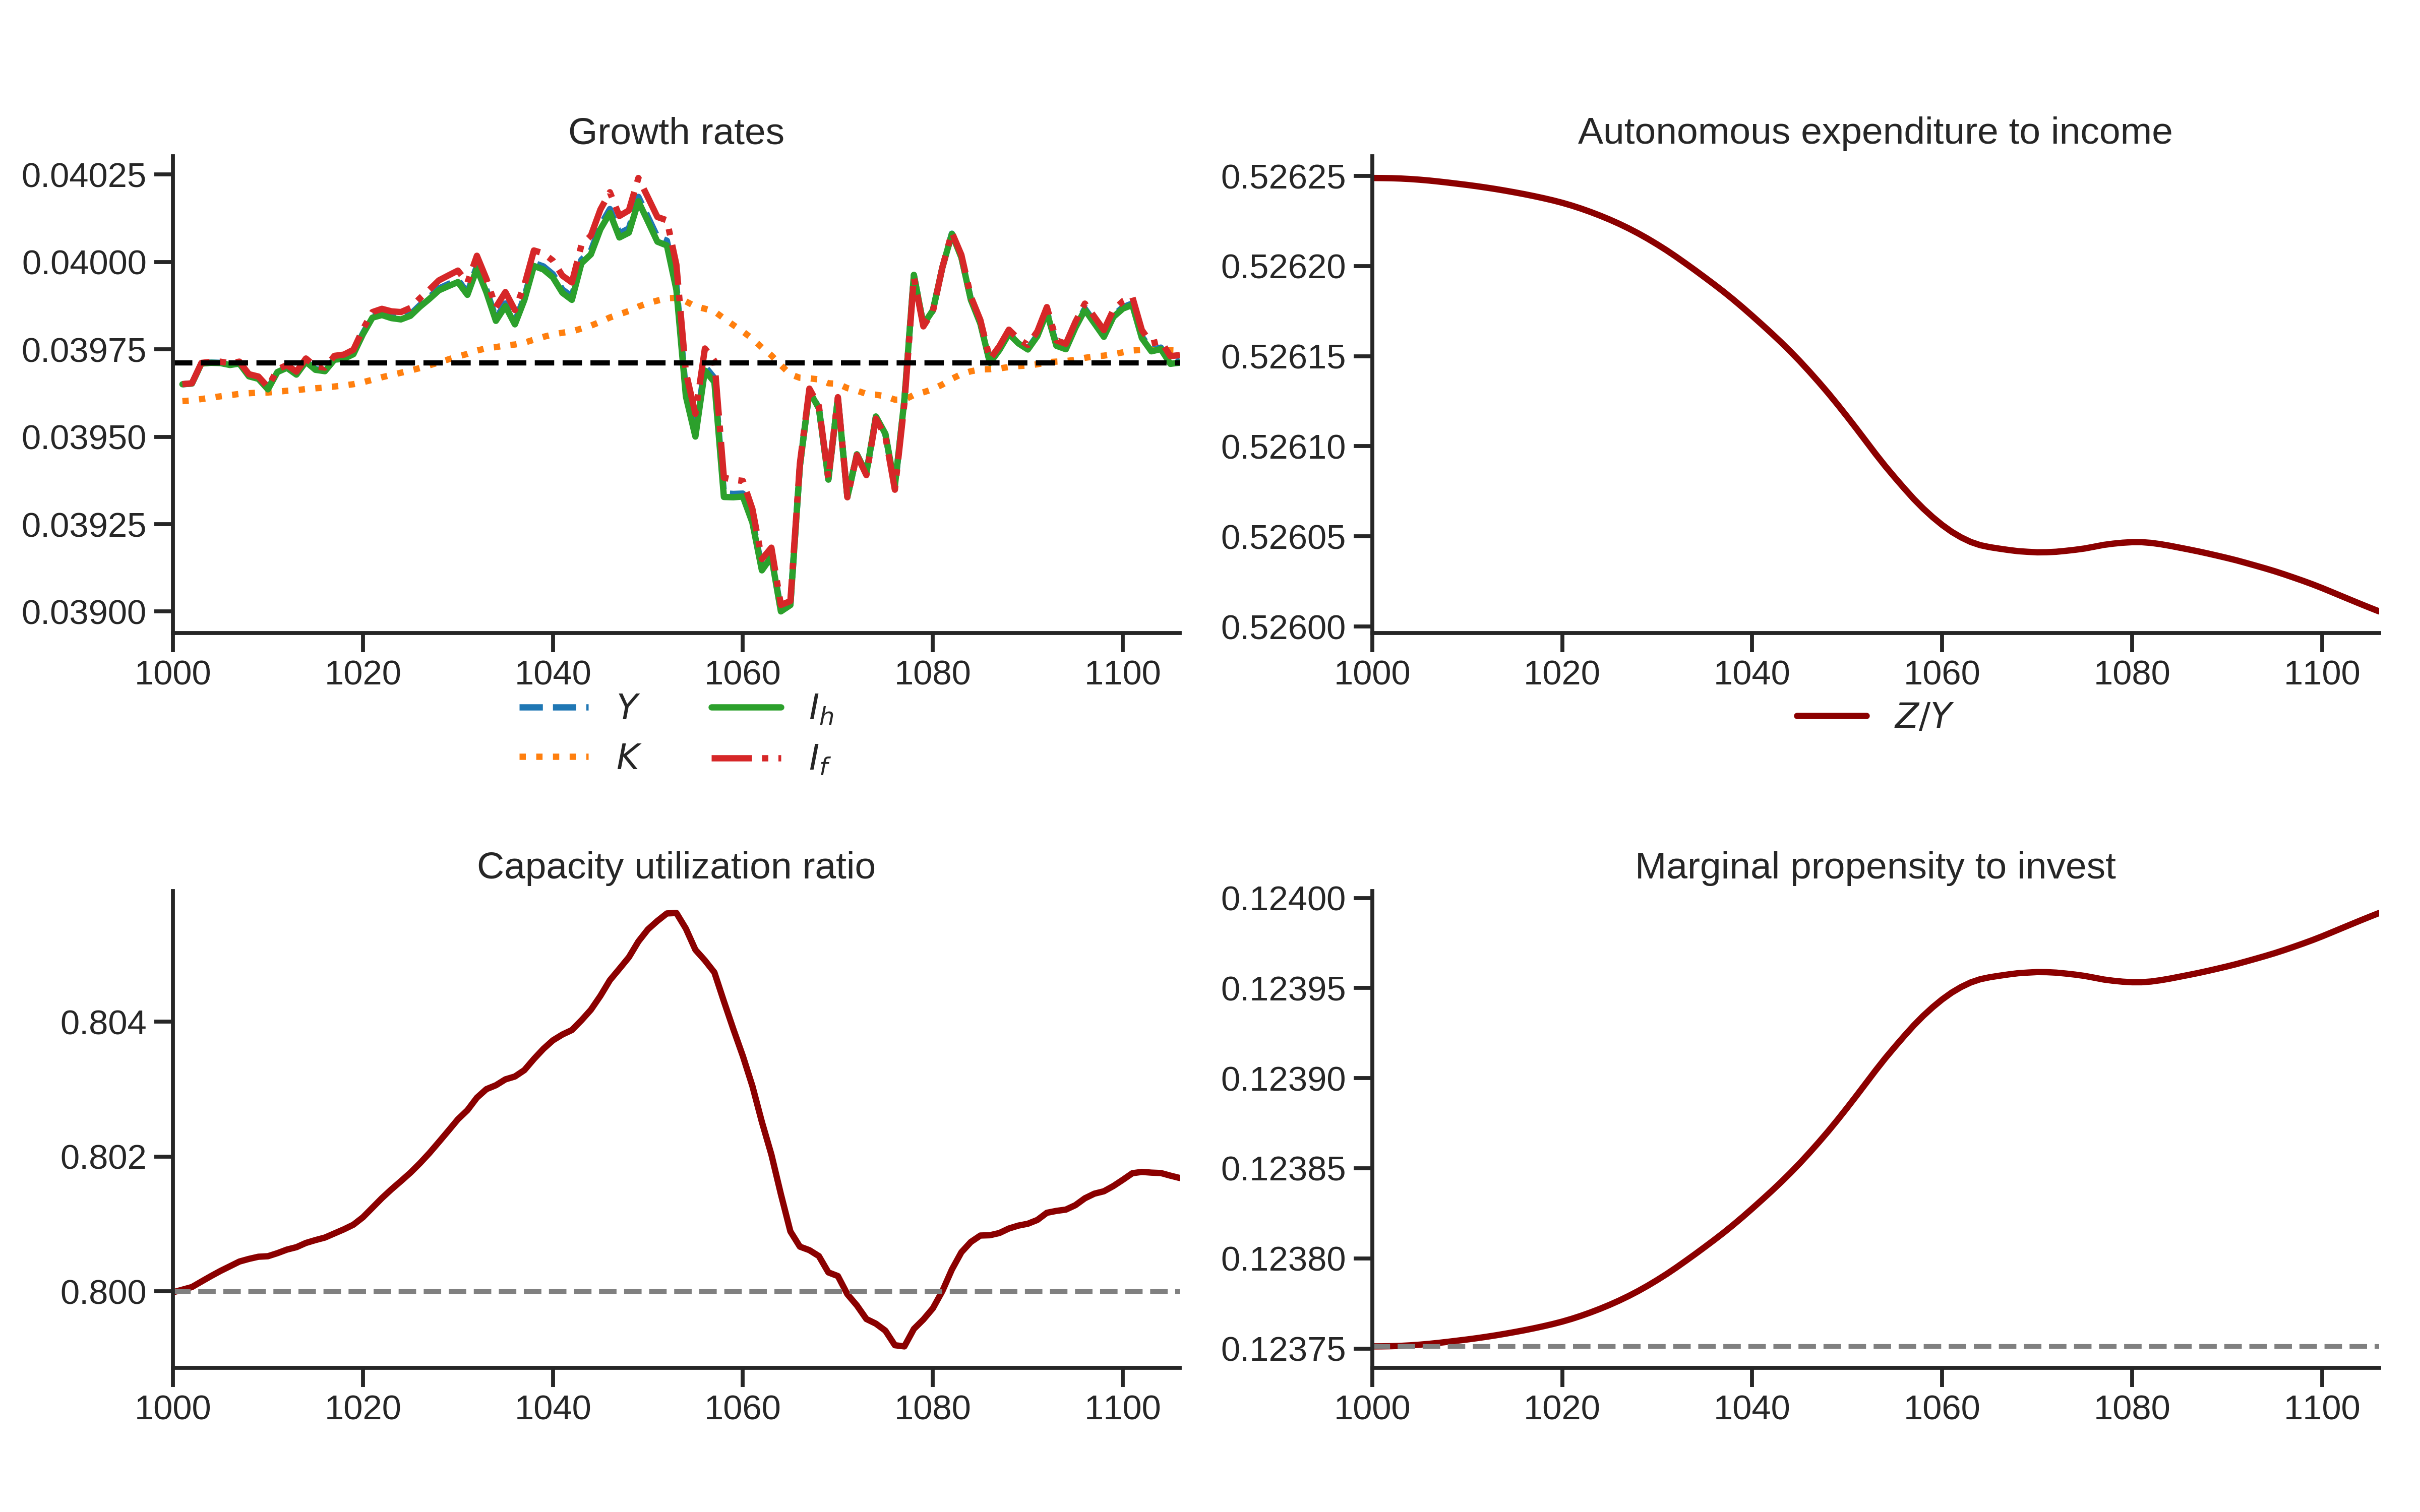 Growth rates
0.04025
0.04000
0.03975
0.03950
0.03925
0.03900
1000 1020 1040 1060 1080 1100
Y I_h
K I_f
Autonomous expenditure to income
0.52625
0.52620
0.52615
0.52610
0.52605
0.52600
1000 1020 1040 1060 1080 1100
Z/Y
Capacity utilization ratio
0.804
0.802
0.800
1000 1020 1040 1060 1080 1100
Marginal propensity to invest
0.12400
0.12395
0.12390
0.12385
0.12380
0.12375
1000 1020 1040 1060 1080 1100